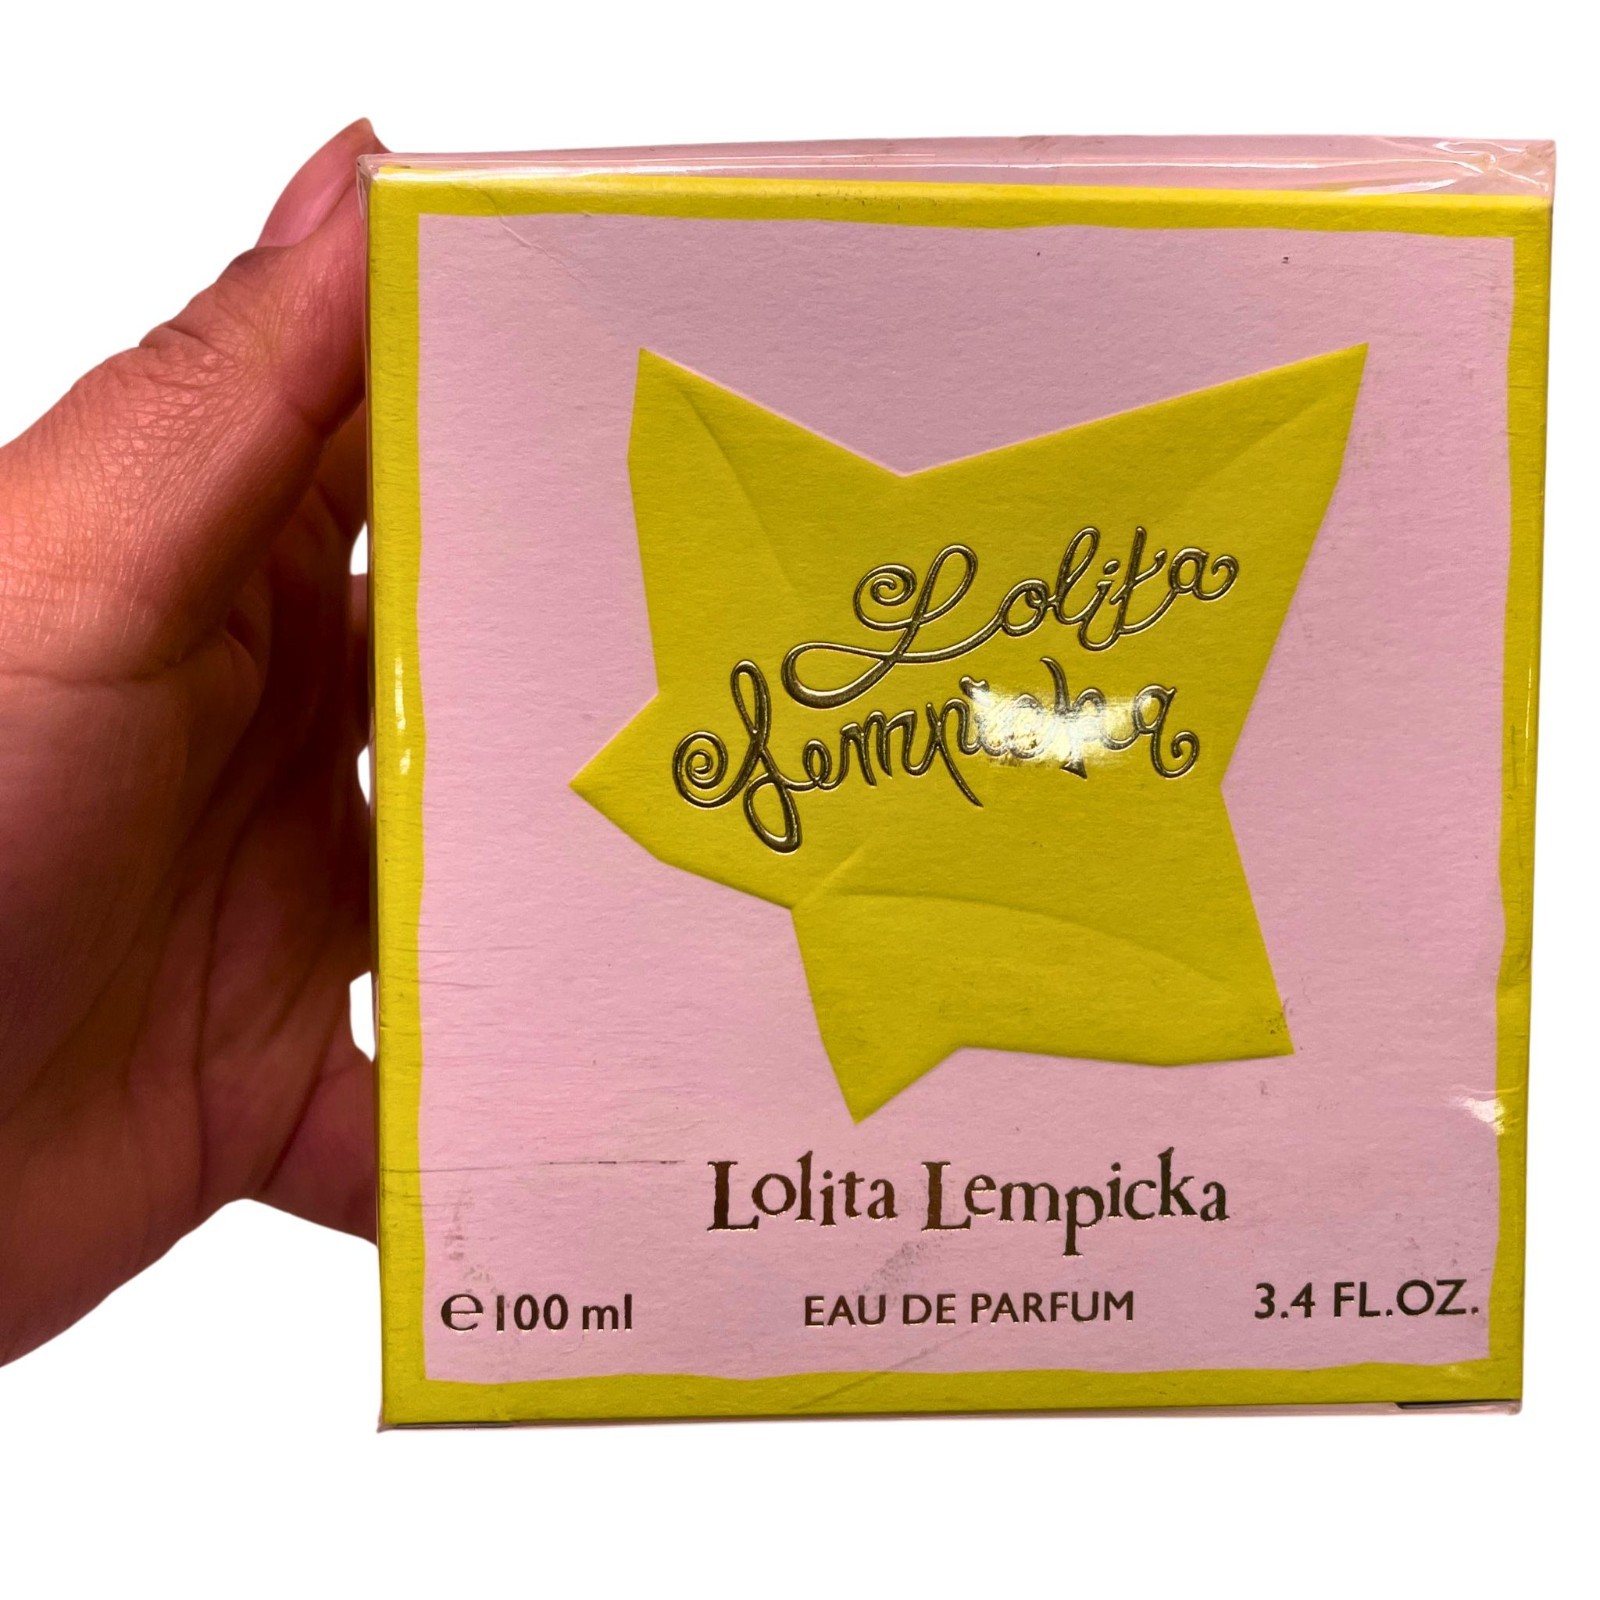 Lolita
Lempicka
Lolita Lempicka
℮100 ml EAU DE PARFUM 3.4 FL.OZ.